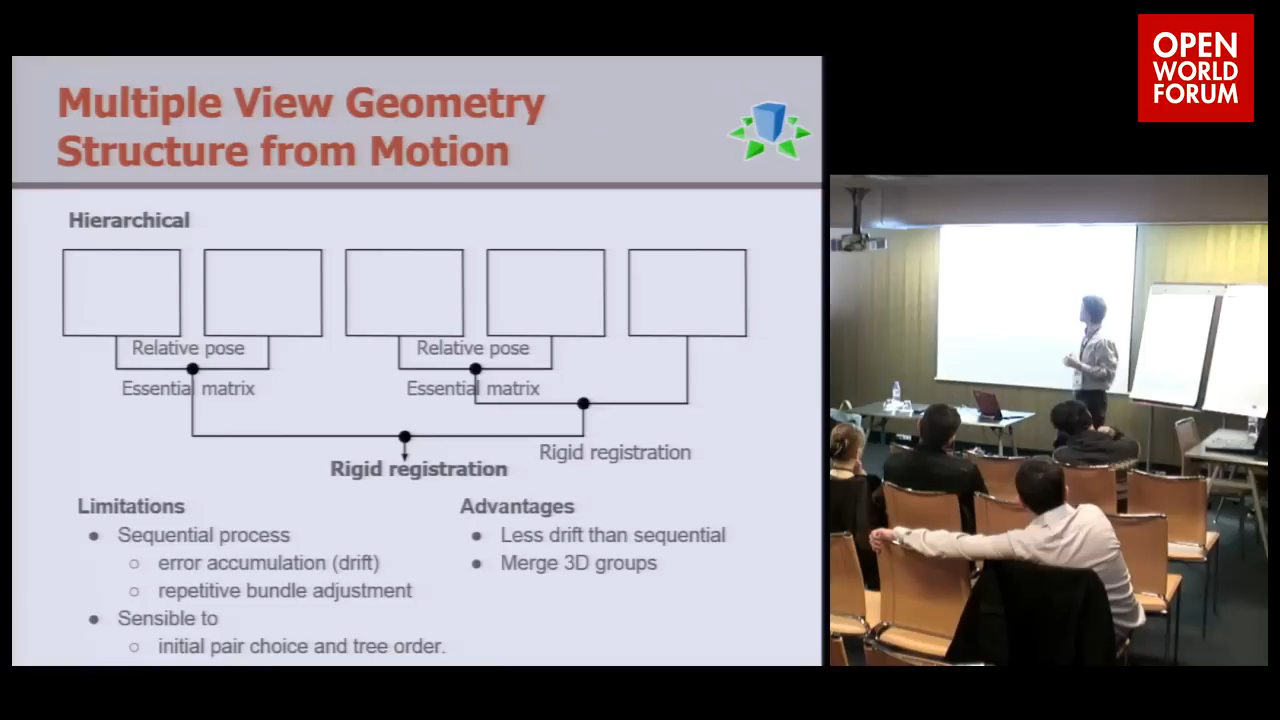 OPEN
WORLD
FORUM
Multiple View Geometry
Structure from Motion
Hierarchical
Relative pose
Relative pose
Essential matrix
Essential matrix
Rigid registration
Rigid registration
Limitations
● Sequential process
○ error accumulation (drift)
○ repetitive bundle adjustment
● Sensible to
○ initial pair choice and tree order.
Advantages
● Less drift than sequential
● Merge 3D groups